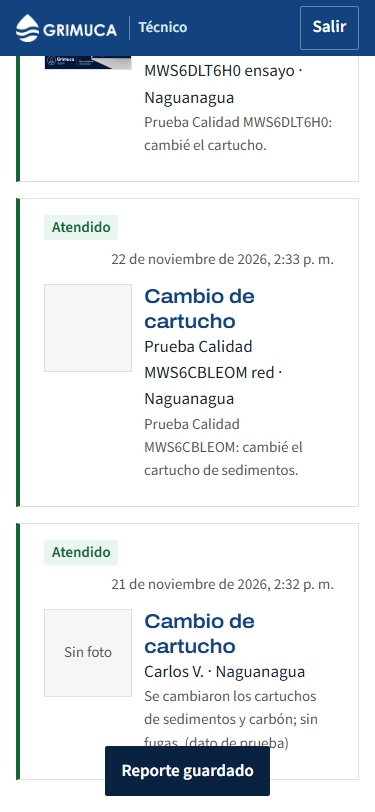 GRIMUCA
Técnico
Salir
MWS6DLT6H0 ensayo ·
Naguanagua
Prueba Calidad MWS6DLT6H0:
cambié el cartucho.
Atendido
22 de noviembre de 2026, 2:33 p. m.
Cambio de
cartucho
Prueba Calidad
MWS6CBLEOM red ·
Naguanagua
Prueba Calidad
MWS6CBLEOM: cambié el
cartucho de sedimentos.
Atendido
21 de noviembre de 2026, 2:32 p. m.
Sin foto
Cambio de
cartucho
Carlos V. · Naguanagua
Se cambiaron los cartuchos
de sedimentos y carbón; sin
fugas. (dato de prueba)
Reporte guardado